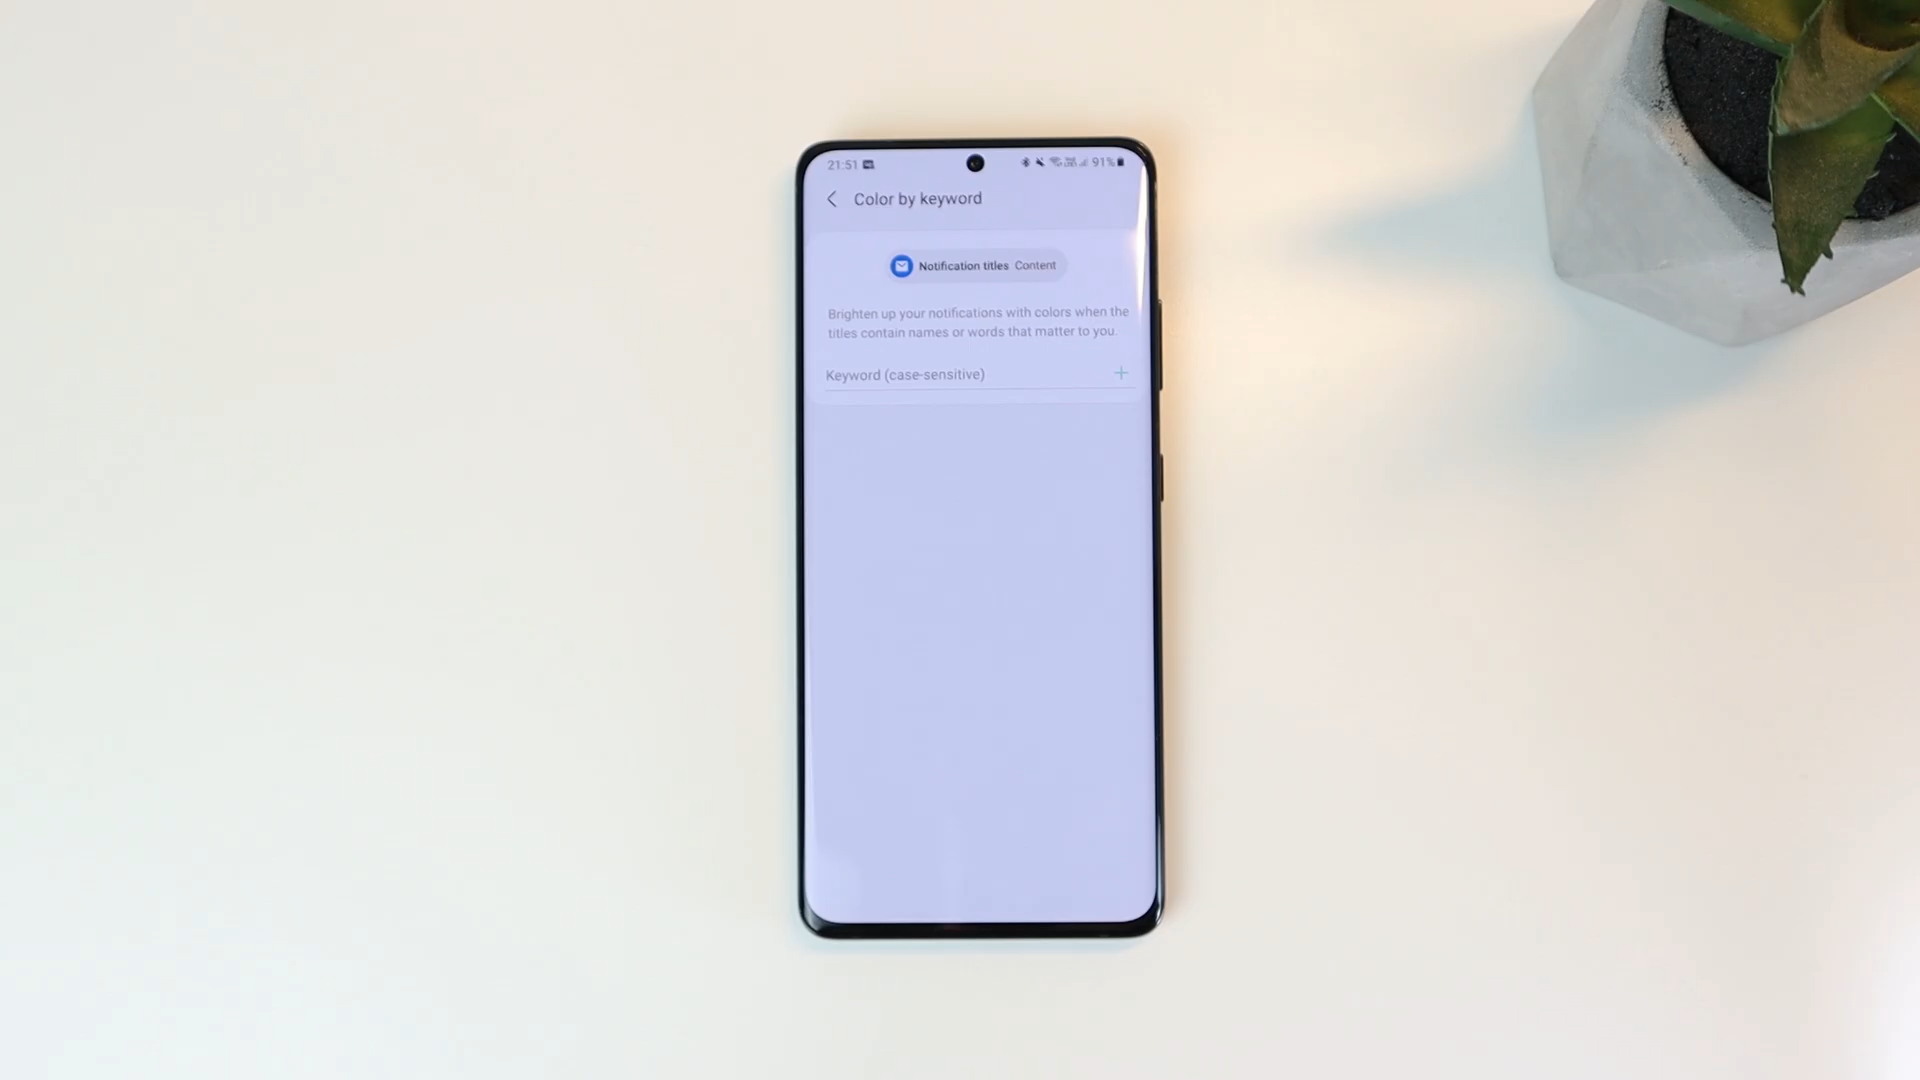 21:51 91%
Color by keyword
Notification titles Content
Brighten up your notifications with colors when the
titles contain names or words that matter to you.
Keyword (case-sensitive) +